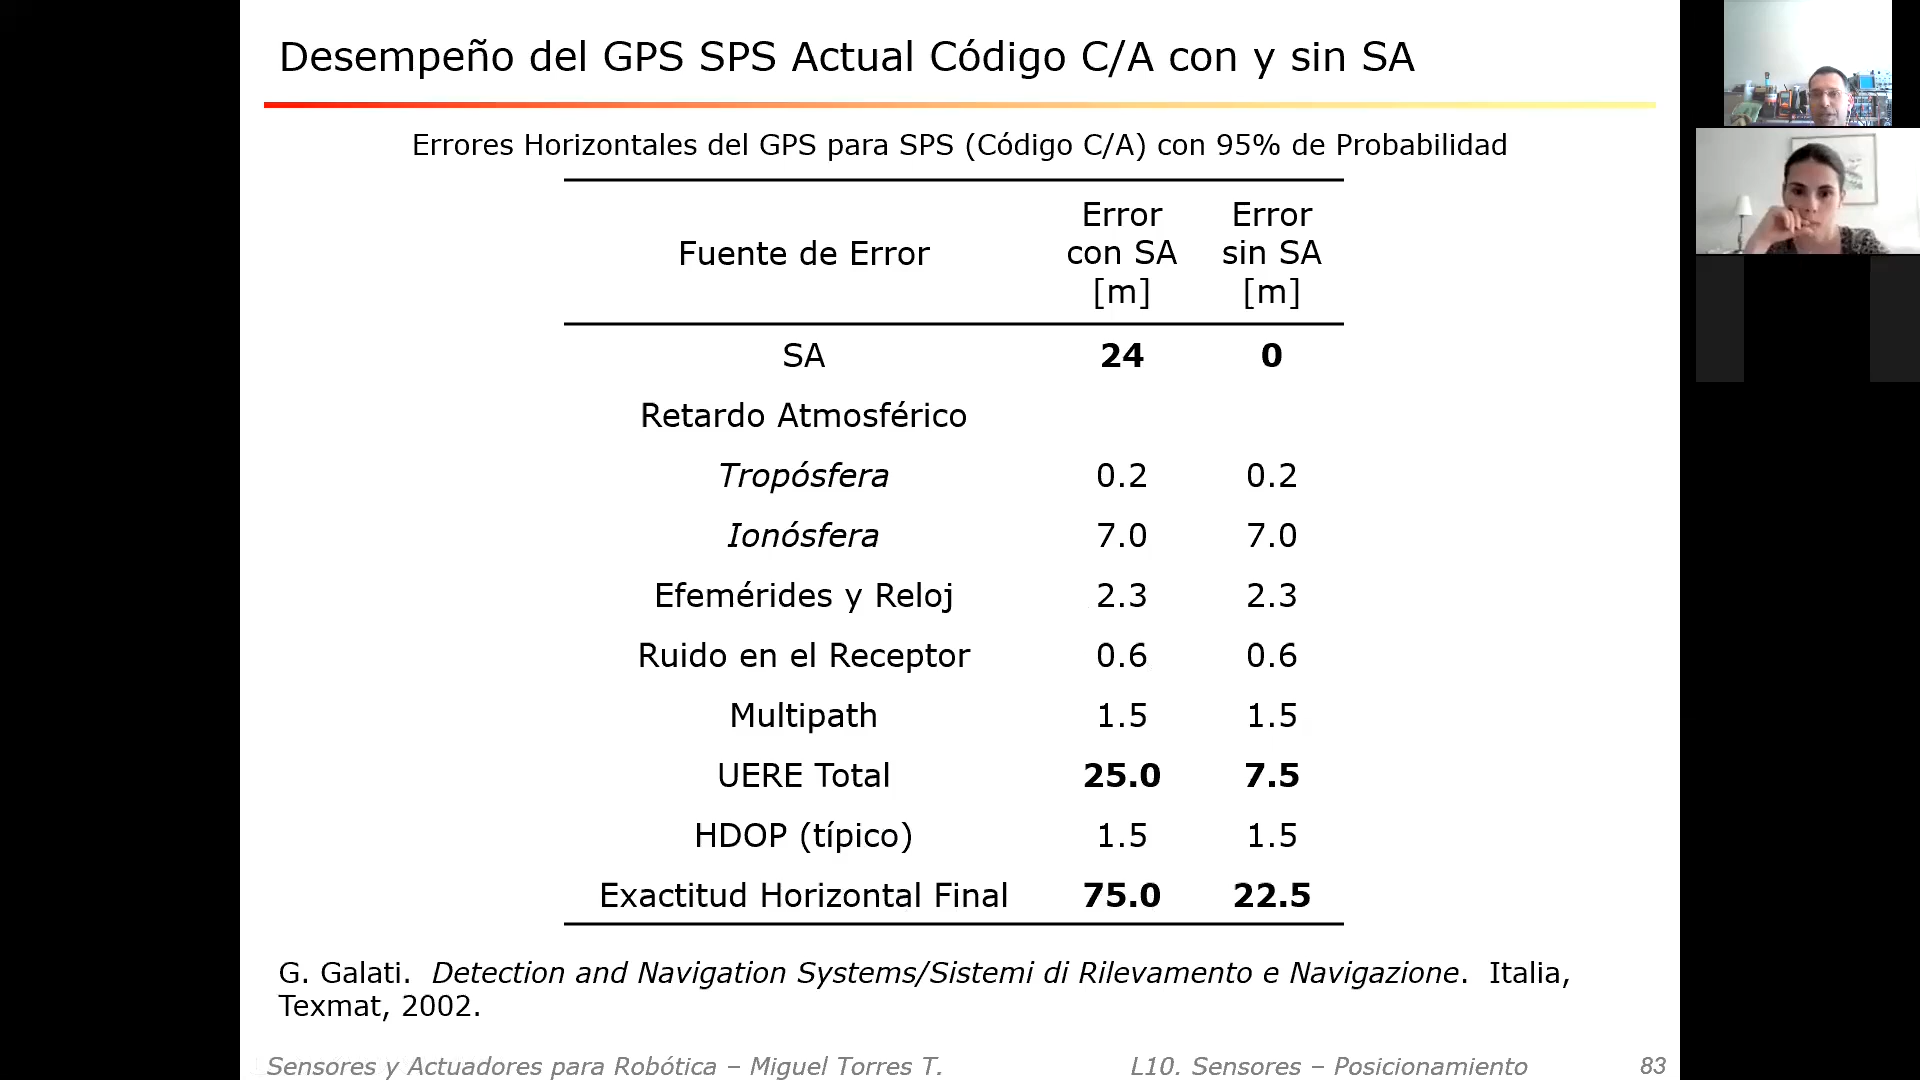 Desempeño del GPS SPS Actual Código C/A con y sin SA
Errores Horizontales del GPS para SPS (Código C/A) con 95% de Probabilidad
Fuente de Error
Error con SA [m]
Error sin SA [m]
SA 24 0
Retardo Atmosférico
Tropósfera 0.2 0.2
Ionósfera 7.0 7.0
Efemérides y Reloj 2.3 2.3
Ruido en el Receptor 0.6 0.6
Multipath 1.5 1.5
UERE Total 25.0 7.5
HDOP (típico) 1.5 1.5
Exactitud Horizontal Final 75.0 22.5
G. Galati. Detection and Navigation Systems/Sistemi di Rilevamento e Navigazione. Italia,
Texmat, 2002.
Sensores y Actuadores para Robótica – Miguel Torres T. L10. Sensores – Posicionamiento 83